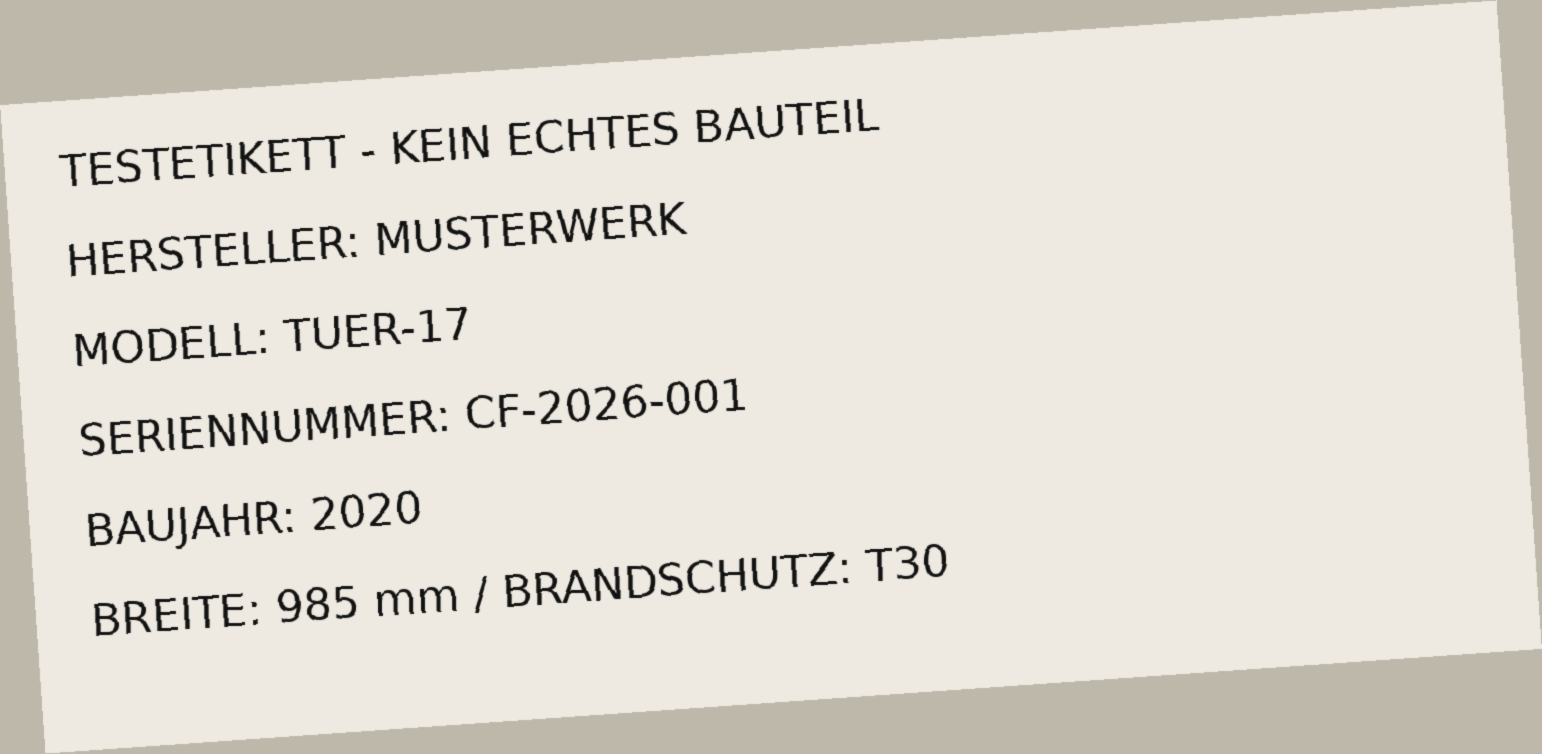 TESTETIKETT - KEIN ECHTES BAUTEIL
HERSTELLER: MUSTERWERK
MODELL: TUER-17
SERIENNUMMER: CF-2026-001
BAUJAHR: 2020
BREITE: 985 mm / BRANDSCHUTZ: T30